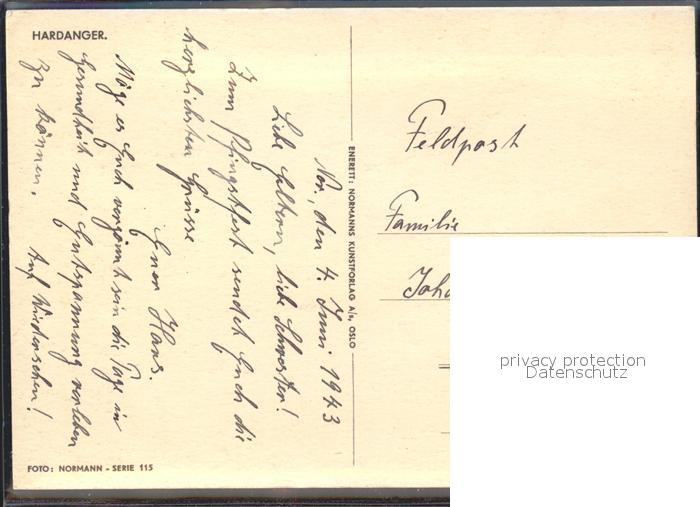 HARDANGER.
Nor., den 4. Juni 1943
Liebe Eltern, liebe Schwester!
Zum Pfingstfest sendet Euch die
herzlichsten Grüsse
Euer Hans.
Möge es Euch vergönnt sein die Tage in
Gesundheit und Entspannung verleben
zu können. Auf Wiedersehen!
FOTO: NORMANN - SERIE 115
ENERETT: NORMANNS KUNSTFORLAG A/s, OSLO
Feldpost
Familie
Joha
privacy protection
Datenschutz